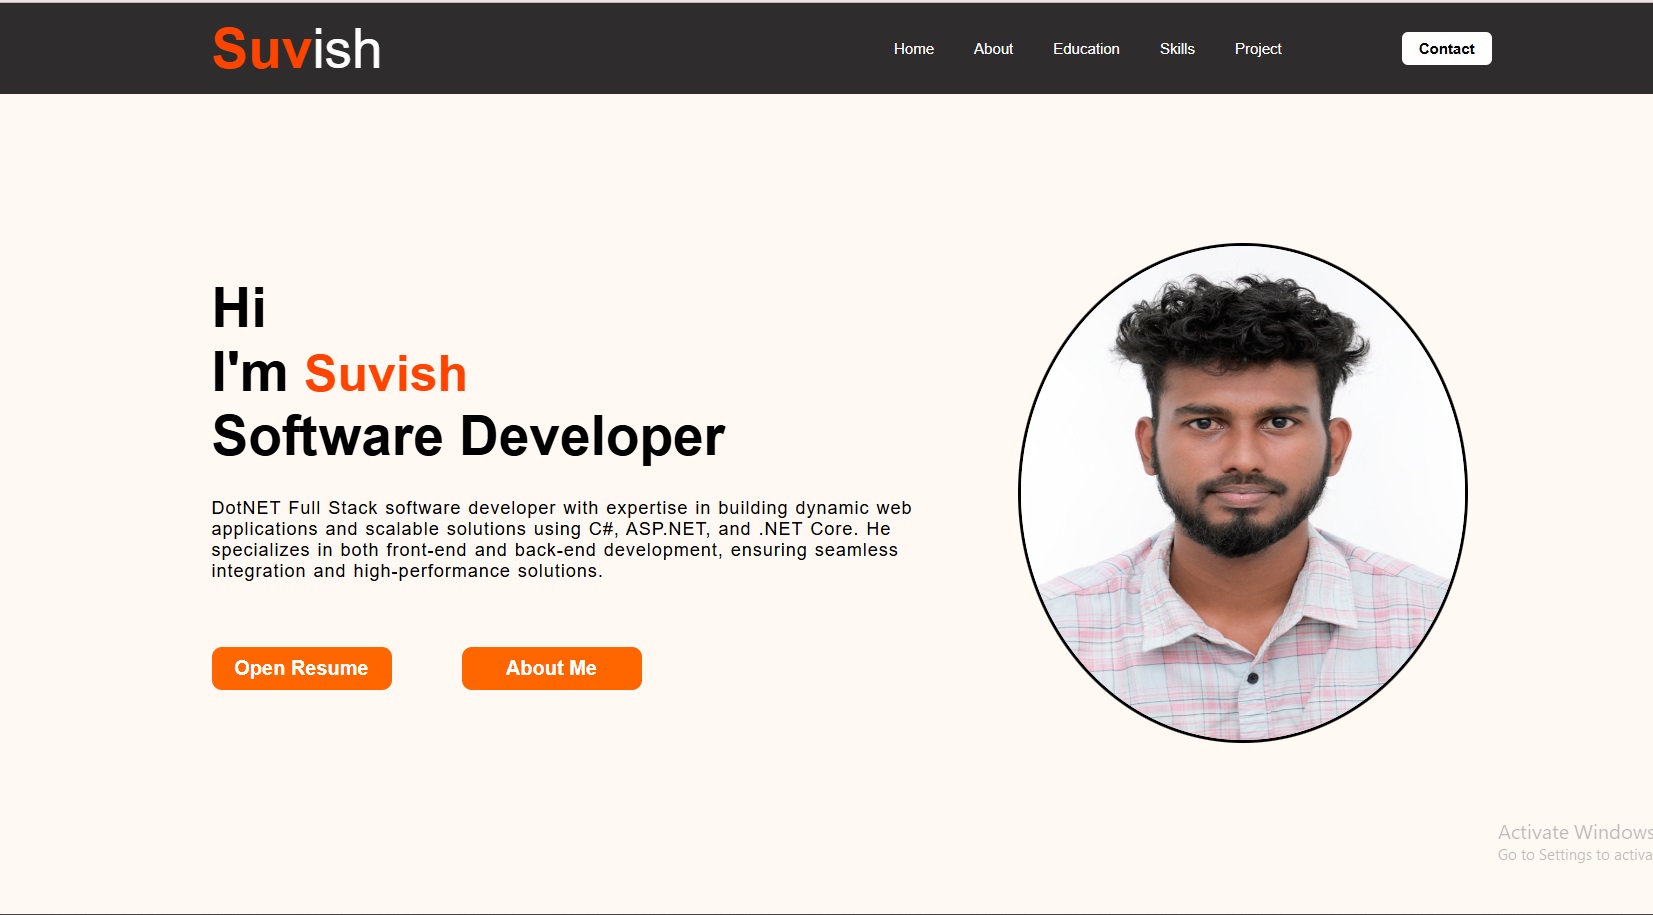 Suvish
Home About Education Skills Project Contact
Hi
I'm Suvish
Software Developer
DotNET Full Stack software developer with expertise in building dynamic web
applications and scalable solutions using C#, ASP.NET, and .NET Core. He
specializes in both front-end and back-end development, ensuring seamless
integration and high-performance solutions.
Open Resume About Me
Activate Windows
Go to Settings to activa